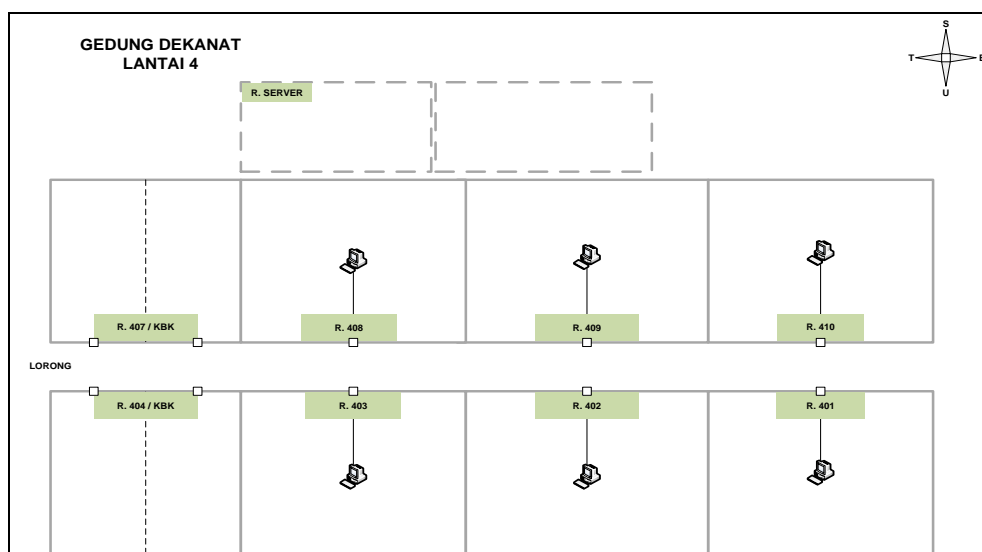 GEDUNG DEKANAT
LANTAI 4
S
T
B
U
R. SERVER
R. 407 / KBK
R. 408
R. 409
R. 410
LORONG
R. 404 / KBK
R. 403
R. 402
R. 401